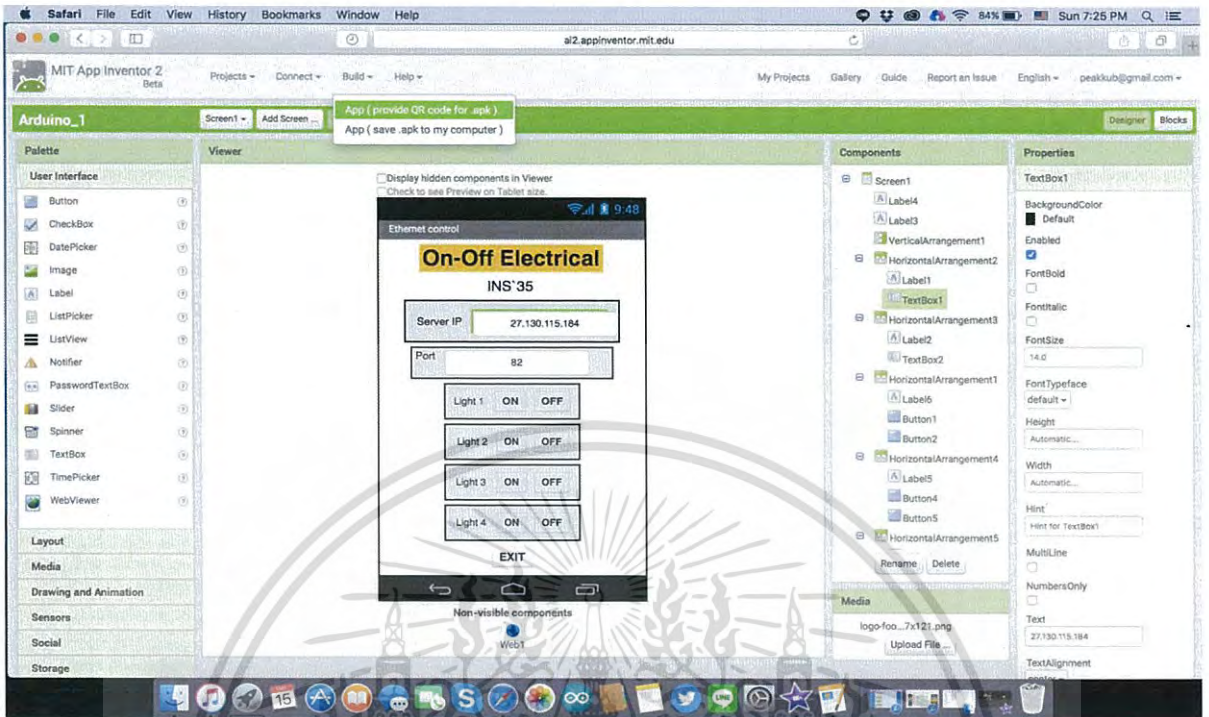 Safari File Edit View History Bookmarks Window Help 84% Sun 7:25 PM
ai2.appinventor.mit.edu
MIT App Inventor 2
Beta
Projects Connect Build Help My Projects Gallery Guide Report an Issue English peakkub@gmail.com
Arduino_1 Screen1 Add Screen ... Designer Blocks
App ( provide QR code for .apk )
App ( save .apk to my computer )
Palette
User Interface
Button
CheckBox
DatePicker
Image
Label
ListPicker
ListView
Notifier
PasswordTextBox
Slider
Spinner
TextBox
TimePicker
WebViewer
Layout
Media
Drawing and Animation
Sensors
Social
Storage
Viewer
Display hidden components in Viewer
Check to see Preview on Tablet size.
9:48
Ethernet control
On-Off Electrical
INS`35
Server IP 27.130.115.184
Port 82
Light 1 ON OFF
Light 2 ON OFF
Light 3 ON OFF
Light 4 ON OFF
EXIT
Non-visible components
Web1
Components
Screen1
Label4
Label3
VerticalArrangement1
HorizontalArrangement2
Label1
TextBox1
HorizontalArrangement3
Label2
TextBox2
HorizontalArrangement1
Label6
Button1
Button2
HorizontalArrangement4
Label5
Button4
Button5
HorizontalArrangement5
Rename Delete
Media
logo-foo...7x121.png
Upload File ...
Properties
TextBox1
BackgroundColor
Default
Enabled
FontBold
FontItalic
FontSize
14.0
FontTypeface
default
Height
Automatic...
Width
Automatic...
Hint
Hint for TextBox1
MultiLine
NumbersOnly
Text
27.130.115.184
TextAlignment
center
15